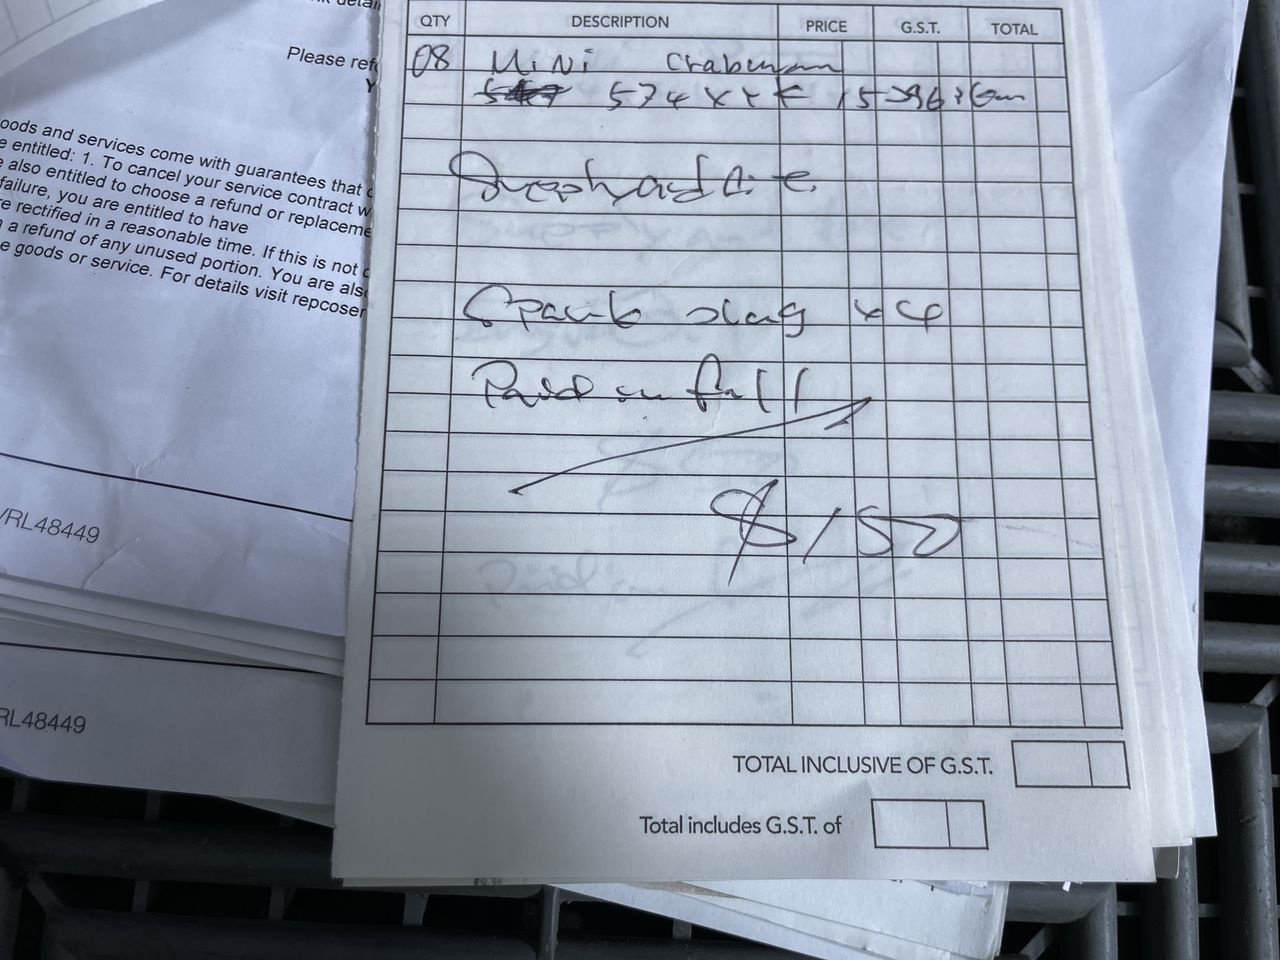 Please ref
Y
oods and services come with guarantees that c
e entitled: 1. To cancel your service contract w
e also entitled to choose a refund or replaceme
failure, you are entitled to have
re rectified in a reasonable time. If this is not
a refund of any unused portion. You are als
e goods or service. For details visit repcoser
/RL48449
RL48449
QTY DESCRIPTION PRICE G.S.T. TOTAL
08 MiNi
574
Spark plug x4
Paid in full
$150
TOTAL INCLUSIVE OF G.S.T.
Total includes G.S.T. of